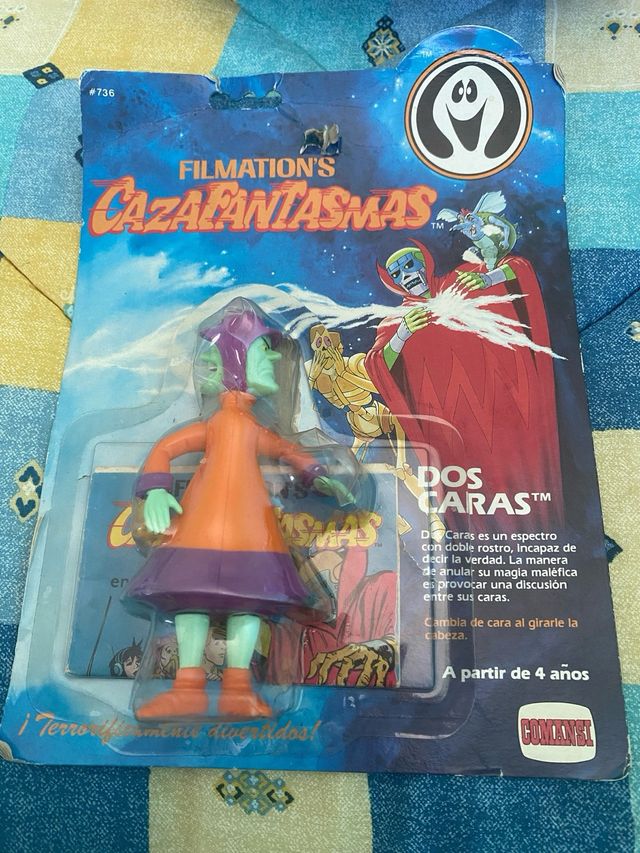 #736
FILMATION'S
CAZAFANTASMAS™
DOS
CARAS™
Dos Caras es un espectro
con doble rostro, incapaz de
decir la verdad. La manera
de anular su magia maléfica
es provocar una discusión
entre sus caras.
Cambia de cara al girarle la
cabeza.
A partir de 4 años
¡Terroríficamente divertidos!
COMANSI